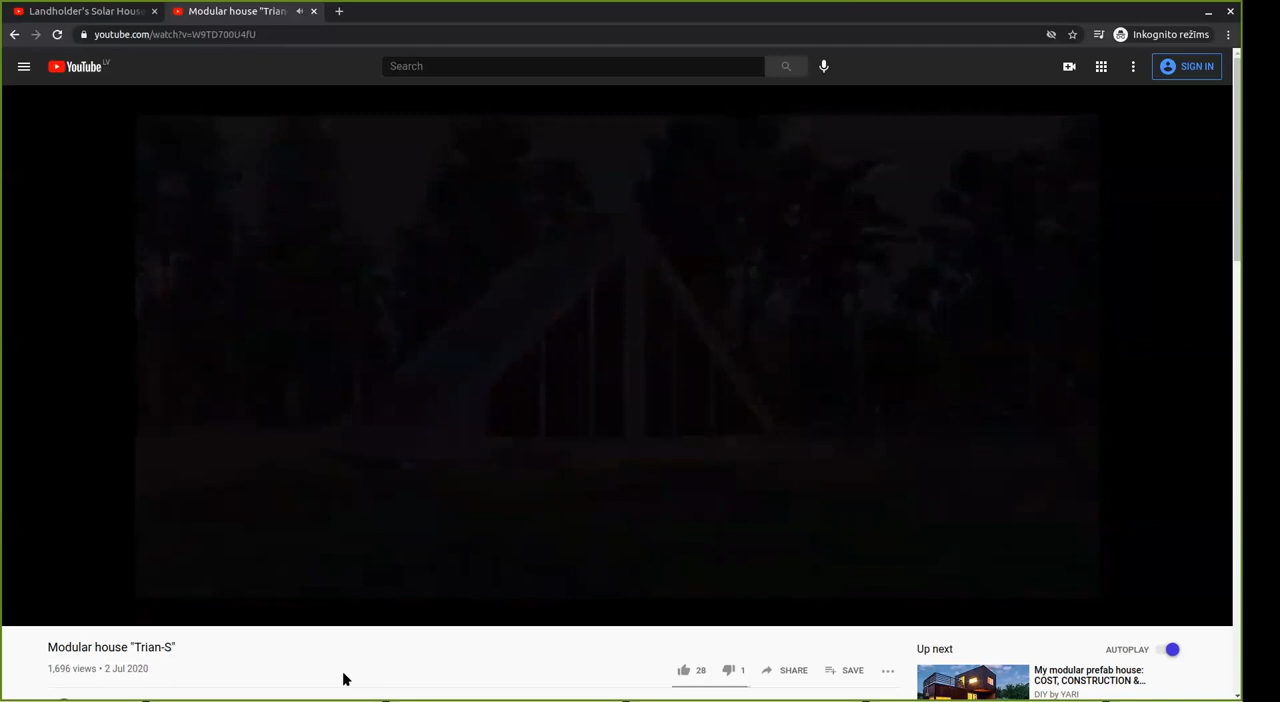 Landholder's Solar House
Modular house "Trian
youtube.com/watch?v=W9TD700U4fU
Inkognito režīms
YouTube LV
Search
SIGN IN
Modular house "Trian-S"
1,696 views • 2 Jul 2020
28
1
SHARE
SAVE
Up next
AUTOPLAY
My modular prefab house:
COST, CONSTRUCTION &...
DIY by YARI